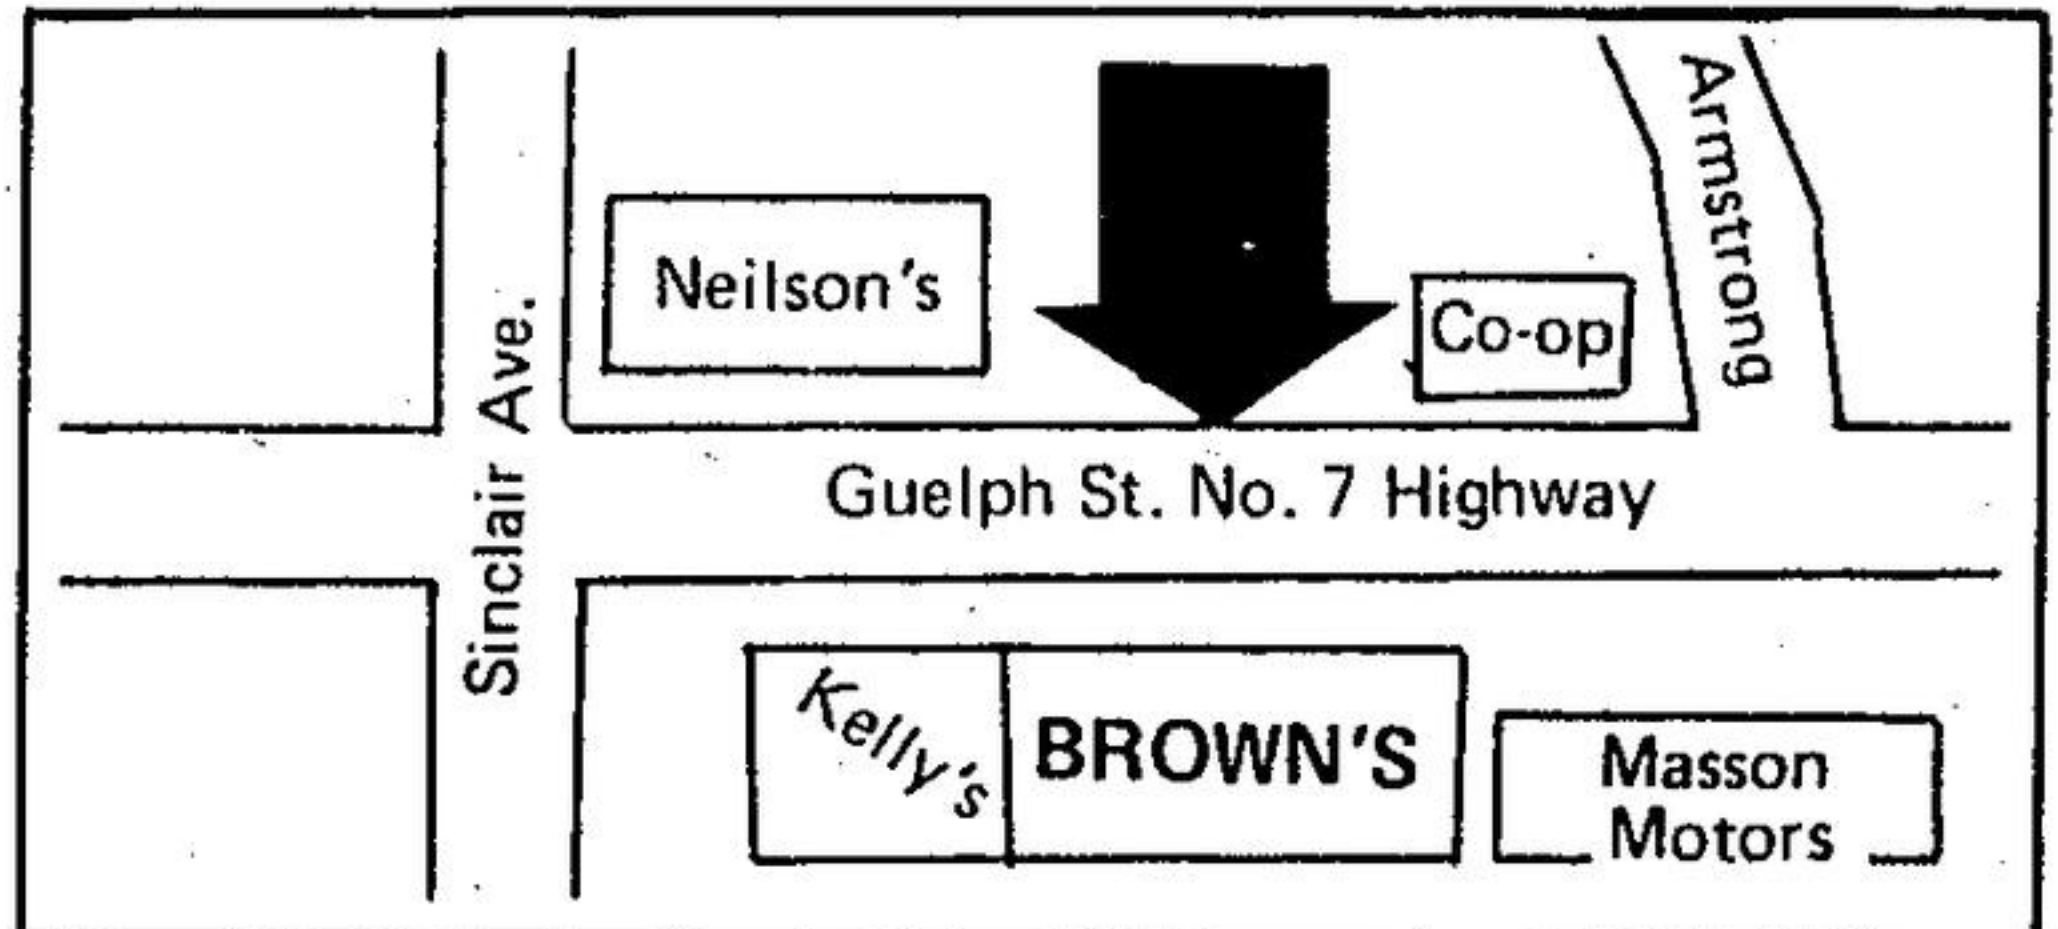 Armstrong
Neilson's
Co-op
Sinclair Ave.
Guelph St. No. 7 Highway
Kelly's
BROWN'S
Masson
Motors